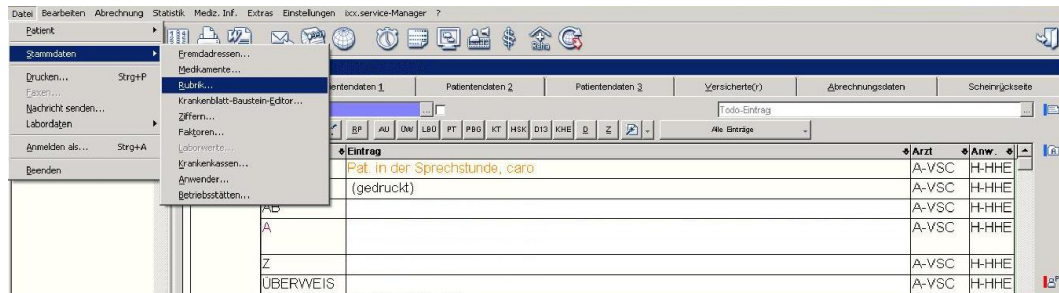 Datei Bearbeiten Abrechnung Statistik Mediz. Inf. Extras Einstellungen ixx.service-Manager ?
Patient
Stammdaten
Drucken... Strg+P
Faxen...
Nachricht senden...
Labordaten
Anmelden als... Strg+A
Beenden
Fremdadressen...
Medikamente...
Rubrik...
Krankenblatt-Baustein-Editor...
Ziffern...
Faktoren...
Laborwerte...
Krankenkassen...
Anwender...
Betriebsstätten...
Patientendaten 2 Patientendaten 3 Versicherte(r) Abrechnungsdaten Scheinrückseite
... Todo-Eintrag ...
RP AU ÜW LBÜ PT PBG KT HSK D13 KHE D Z Alle Einträge
Eintrag Arzt Anw.
Pat. in der Sprechstunde, caro A-VSC H-HHE
(gedruckt) A-VSC H-HHE
AB A-VSC H-HHE
A A-VSC H-HHE
Z A-VSC H-HHE
ÜBERWEIS A-VSC H-HHE